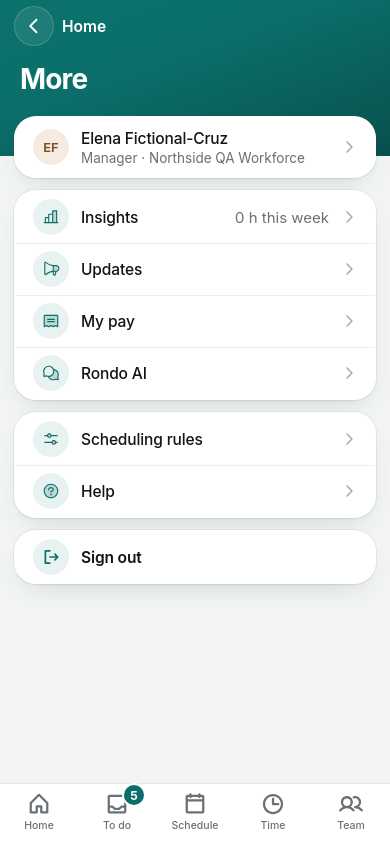 Home
More
EF
Elena Fictional-Cruz
Manager · Northside QA Workforce
Insights 0 h this week
Updates
My pay
Rondo AI
Scheduling rules
Help
Sign out
5
Home To do Schedule Time Team